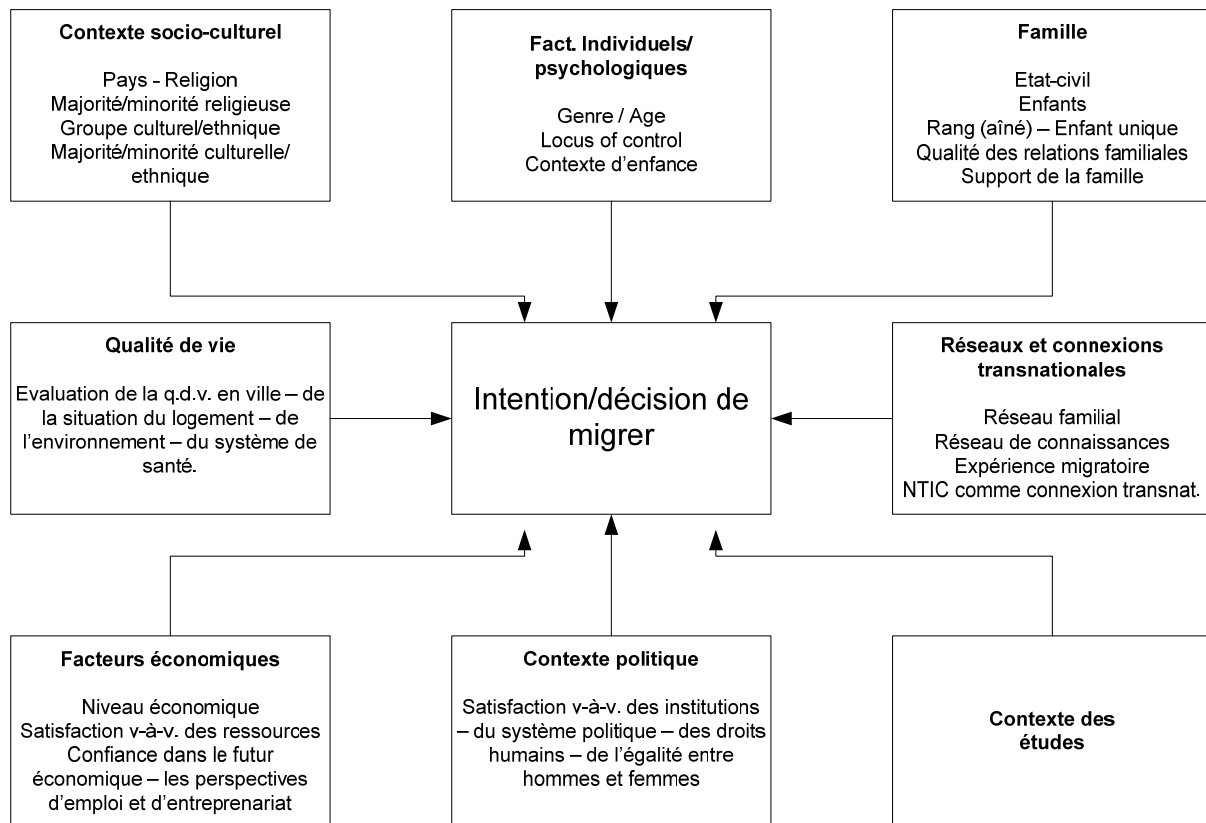 Contexte socio-culturel
Pays - Religion
Majorité/minorité religieuse
Groupe culturel/ethnique
Majorité/minorité culturelle/
ethnique
Fact. Individuels/
psychologiques
Genre / Age
Locus of control
Contexte d'enfance
Famille
Etat-civil
Enfants
Rang (aîné) – Enfant unique
Qualité des relations familiales
Support de la famille
Qualité de vie
Evaluation de la q.d.v. en ville – de
la situation du logement – de
l'environnement – du système de
santé.
Intention/décision de
migrer
Réseaux et connexions
transnationales
Réseau familial
Réseau de connaissances
Expérience migratoire
NTIC comme connexion transnat.
Facteurs économiques
Niveau économique
Satisfaction v-à-v. des ressources
Confiance dans le futur
économique – les perspectives
d'emploi et d'entreprenariat
Contexte politique
Satisfaction v-à-v. des institutions
– du système politique – des droits
humains – de l'égalité entre
hommes et femmes
Contexte des
études